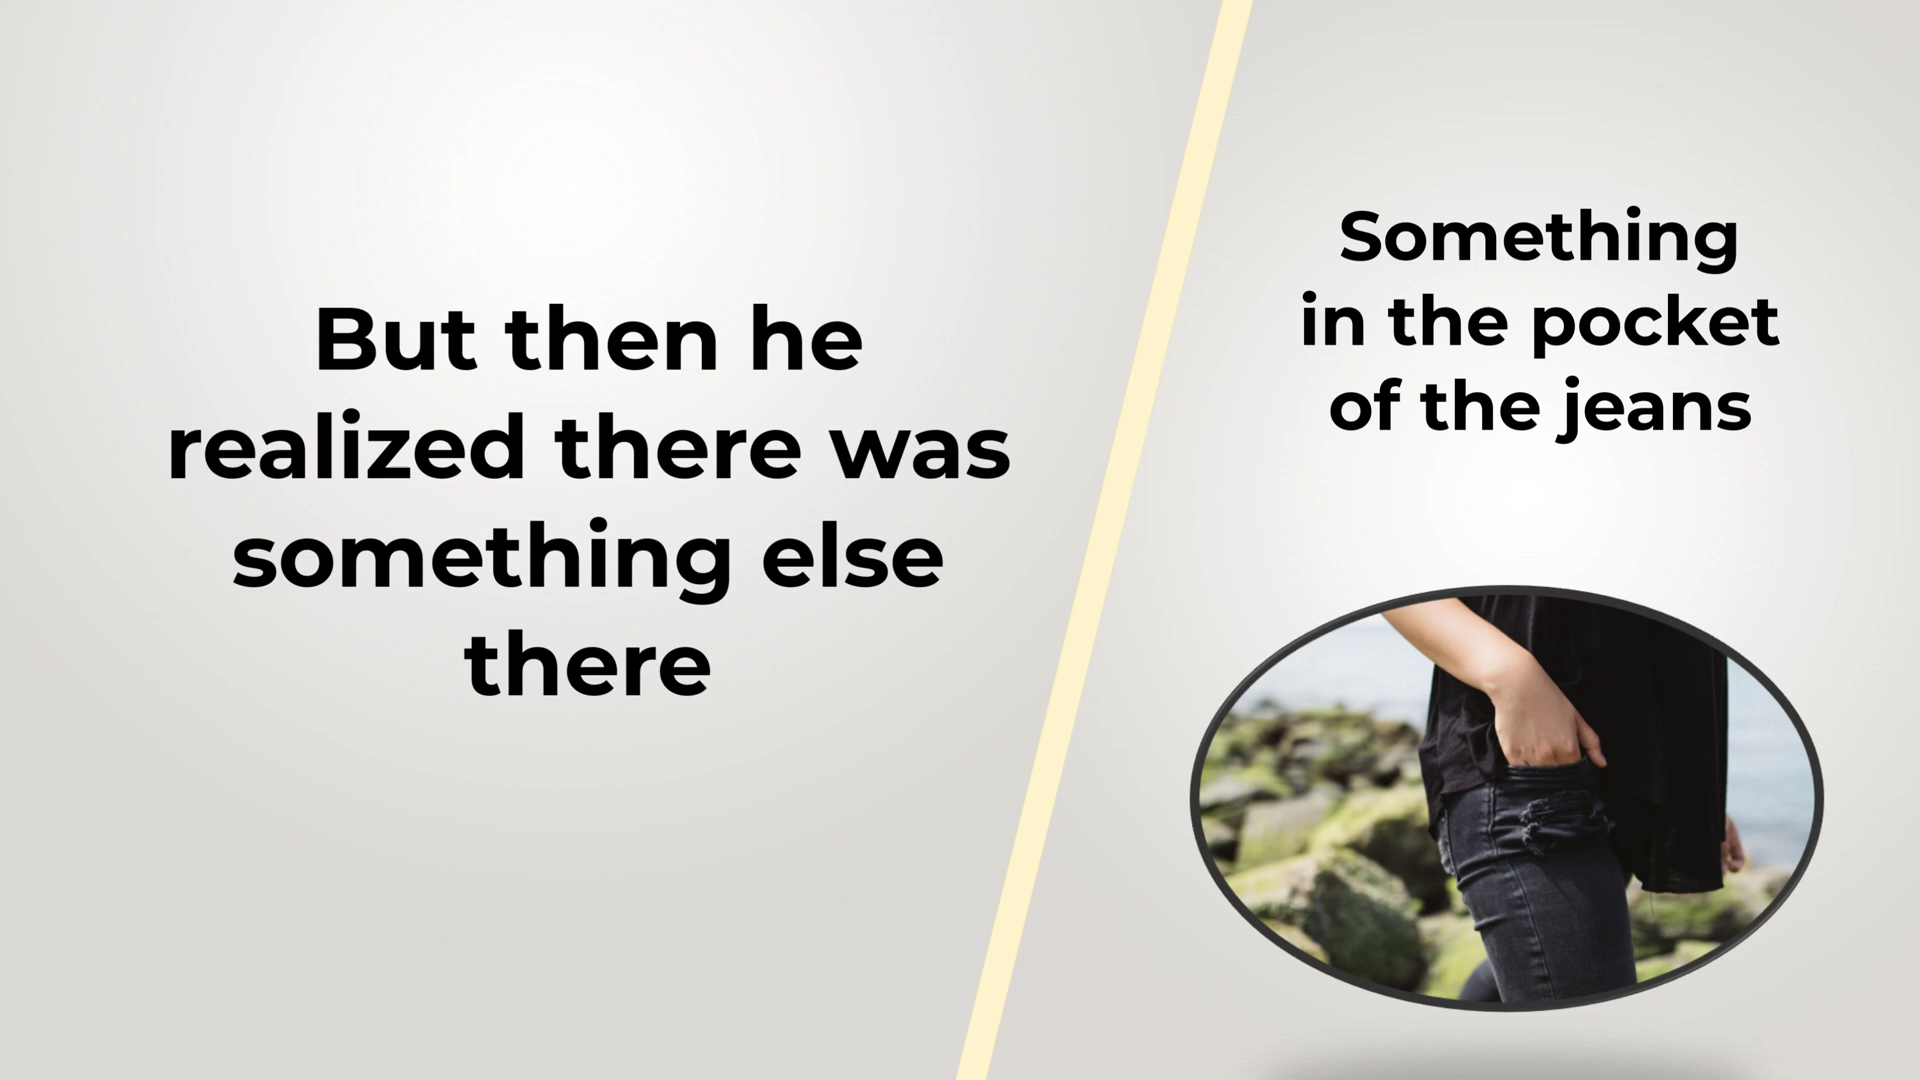 But then he
realized there was
something else
there
Something
in the pocket
of the jeans